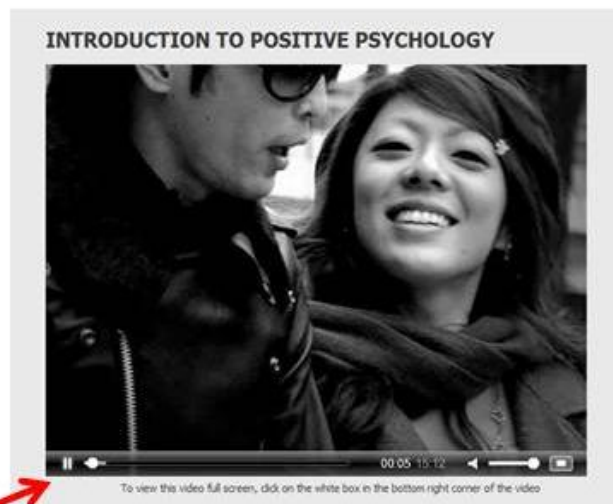 INTRODUCTION TO POSITIVE PSYCHOLOGY
00:05 15:12
To view this video full screen, click on the white box in the bottom right corner of the video